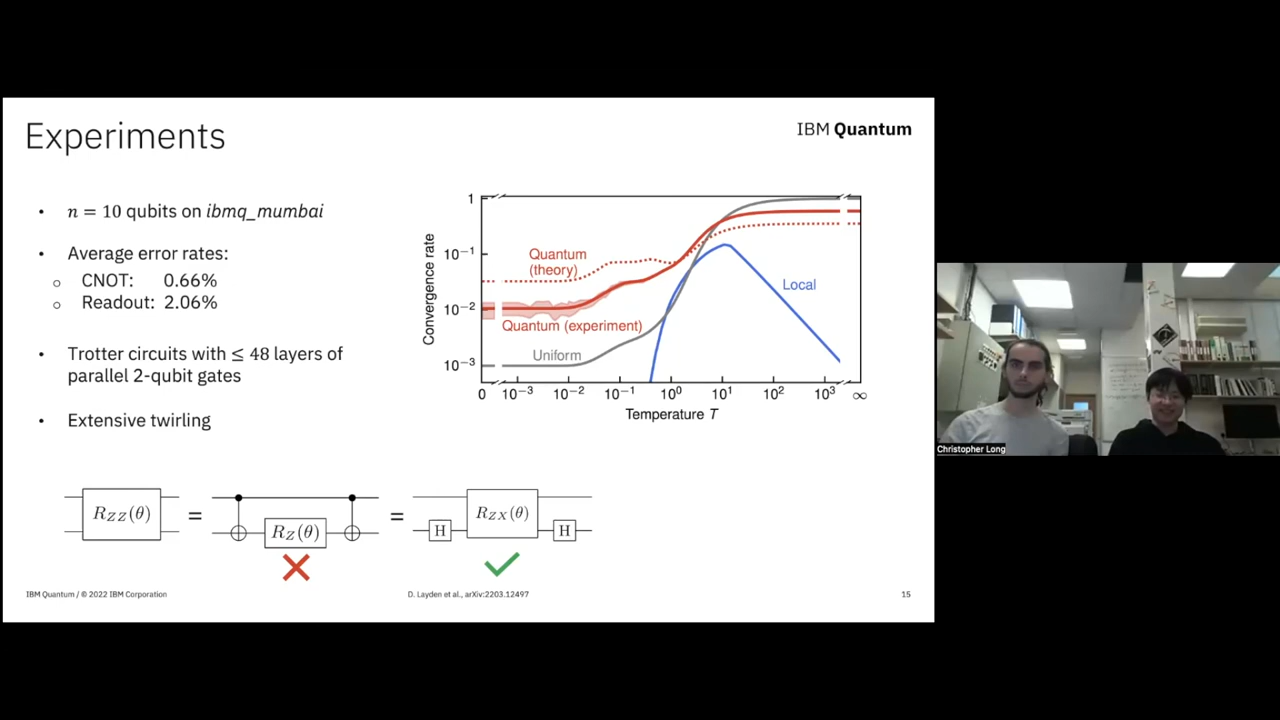 Experiments
IBM Quantum
• n = 10 qubits on ibmq_mumbai
• Average error rates:
o CNOT: 0.66%
o Readout: 2.06%
• Trotter circuits with ≤ 48 layers of
parallel 2-qubit gates
• Extensive twirling
Convergence rate
1
10⁻¹
10⁻²
10⁻³
Quantum
(theory)
Quantum (experiment)
Uniform
Local
0 10⁻³ 10⁻² 10⁻¹ 10⁰ 10¹ 10² 10³ ∞
Temperature T
R_ZZ(θ) = R_Z(θ) = H R_ZX(θ) H
IBM Quantum / © 2022 IBM Corporation
D. Layden et al., arXiv:2203.12497
15
Christopher Long